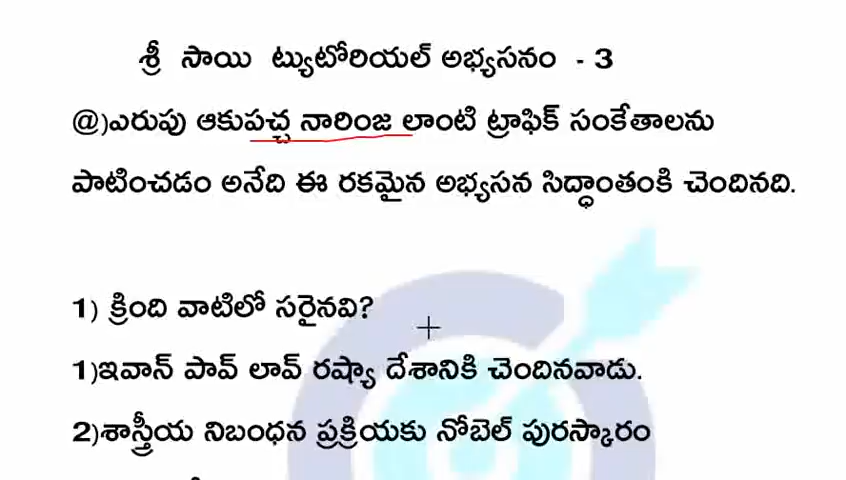 శ్రీ సాయి ట్యుటోరియల్ అభ్యసనం - 3
@)ఎరుపు ఆకుపచ్చ నారింజ లాంటి ట్రాఫిక్ సంకేతాలను
పాటించడం అనేది ఈ రకమైన అభ్యసన సిద్ధాంతంకి చెందినది.
1) క్రింది వాటిలో సరైనవి?
1)ఇవాన్ పావ్ లావ్ రష్యా దేశానికి చెందినవాడు.
2)శాస్త్రీయ నిబంధన ప్రక్రియకు నోబెల్ పురస్కారం